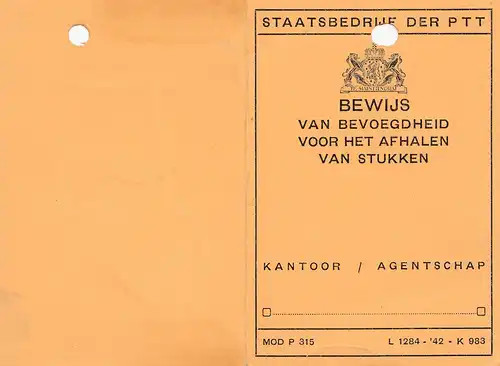 STAATSBEDRIJF DER PTT
BEWIJS
VAN BEVOEGDHEID
VOOR HET AFHALEN
VAN STUKKEN
KANTOOR / AGENTSCHAP
MOD P 315 L 1284 - '42 - K 983